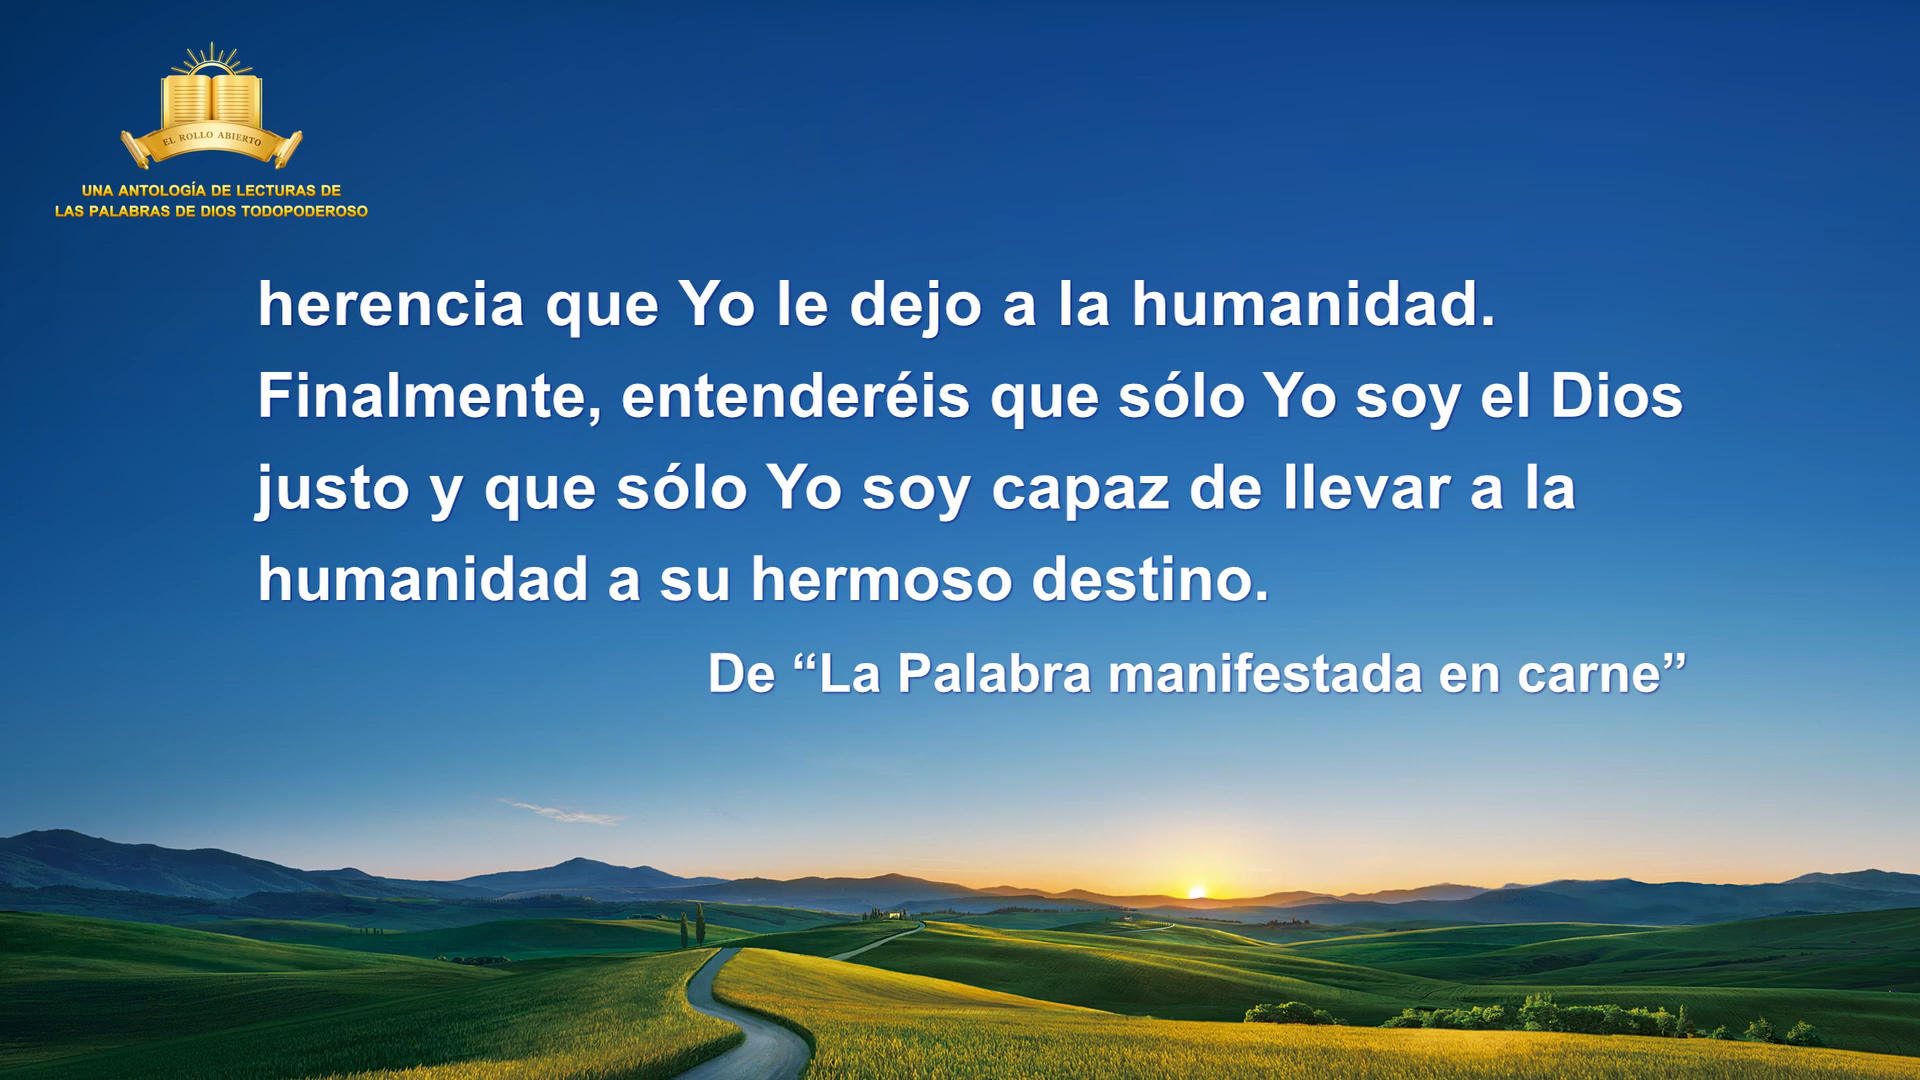 EL ROLLO ABIERTO
UNA ANTOLOGÍA DE LECTURAS DE
LAS PALABRAS DE DIOS TODOPODEROSO
herencia que Yo le dejo a la humanidad.
Finalmente, entenderéis que sólo Yo soy el Dios
justo y que sólo Yo soy capaz de llevar a la
humanidad a su hermoso destino.
De “La Palabra manifestada en carne”